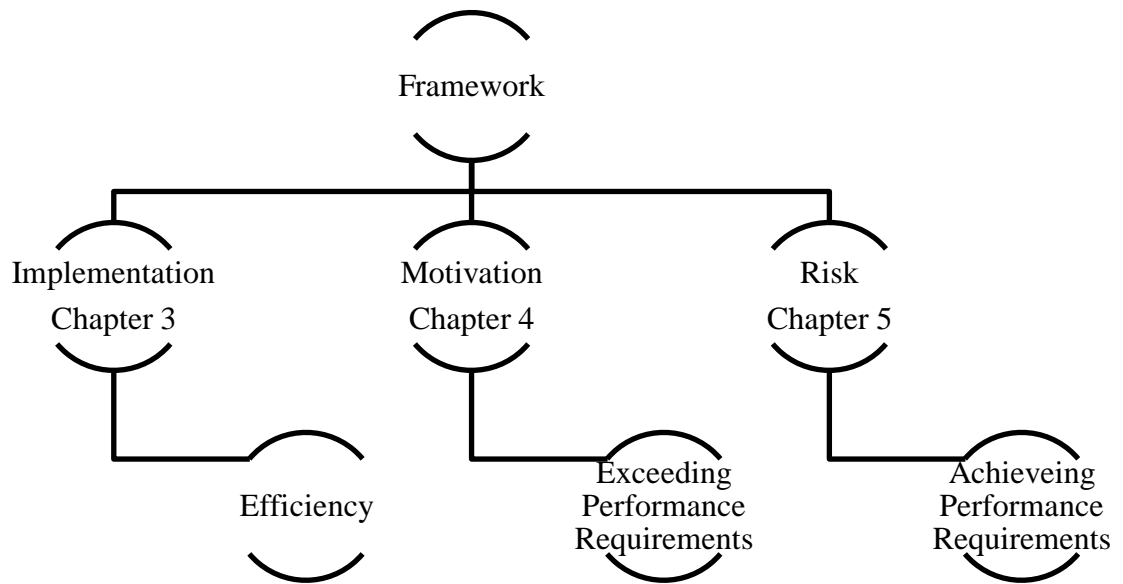 Framework
Implementation
Chapter 3
Motivation
Chapter 4
Risk
Chapter 5
Efficiency
Exceeding
Performance
Requirements
Achieveing
Performance
Requirements